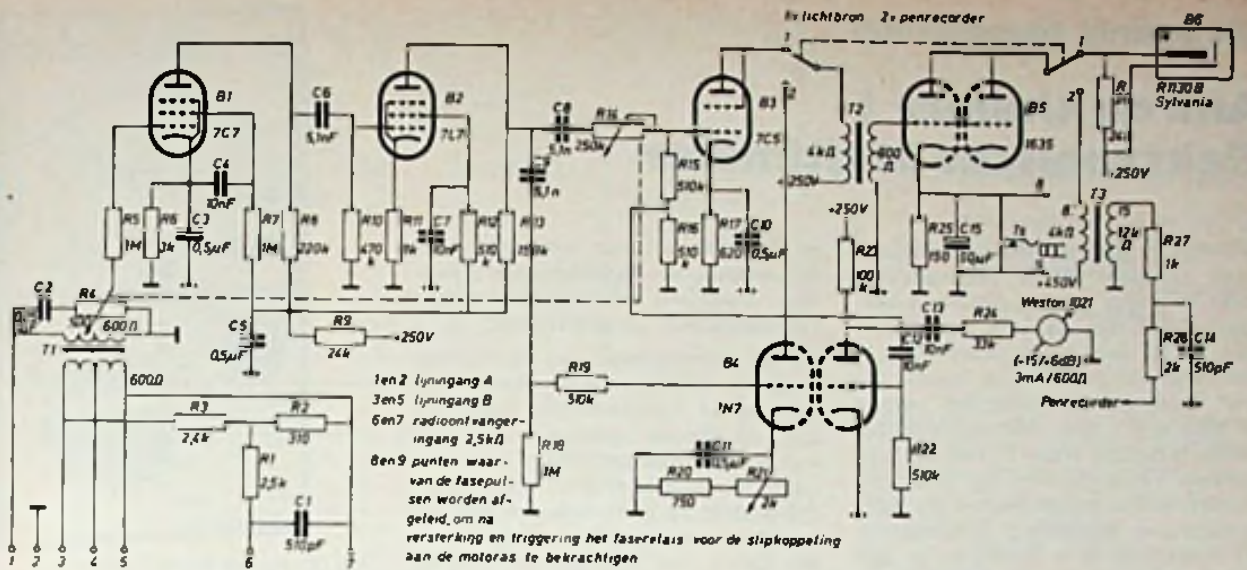 1= lichtbron 2= penrecorder
1
1
B6
R1130B
Sylvania
B1
7C7
C6
5,1nF
B2
7L7
C8
5,1n
R14
250k
B3
7C5
2
T2
4kΩ
600
Ω
B5
1635
2
+250V
C4
10nF
R5
1M
R6
3k
C3
0,5µF
R7
1M
R8
220k
R10
470
k
R11
1k
C7
10nF
R12
510
k
R13
150k
5,1n
R15
510k
R16
510
k
R17
620
C10
0,5µF
+250V
+250V
R23
100
k
R25
150
C15
50µF
8
4kΩ
+450V
T3
15
12k
Ω
R27
1k
C2
R4
600Ω
T1
600Ω
C5
0,5µF
R9
24k
+250V
C13
10nF
R24
33k
Weston 1021
(-15/+6dB)
3mA/600Ω
C12
10nF
2k
C14
510pF
Penrecorder
R3
2,4k
R2
310
R1
2,5k
C1
510pF
1en 2 lijningang A
3en5 lijningang B
6en7 radioontvanger-
ingang 2,5kΩ
8en 9 punten waar-
van de fasepul-
sen worden af-
geleid, om na
versterking en triggering het faserelais voor de slipkoppeling
aan de motoras te bekrachtigen
R19
510k
R18
1M
B4
C11
0,5µF
R20
750
R21
2k
R22
510k
1 2 3 4 5 6 7